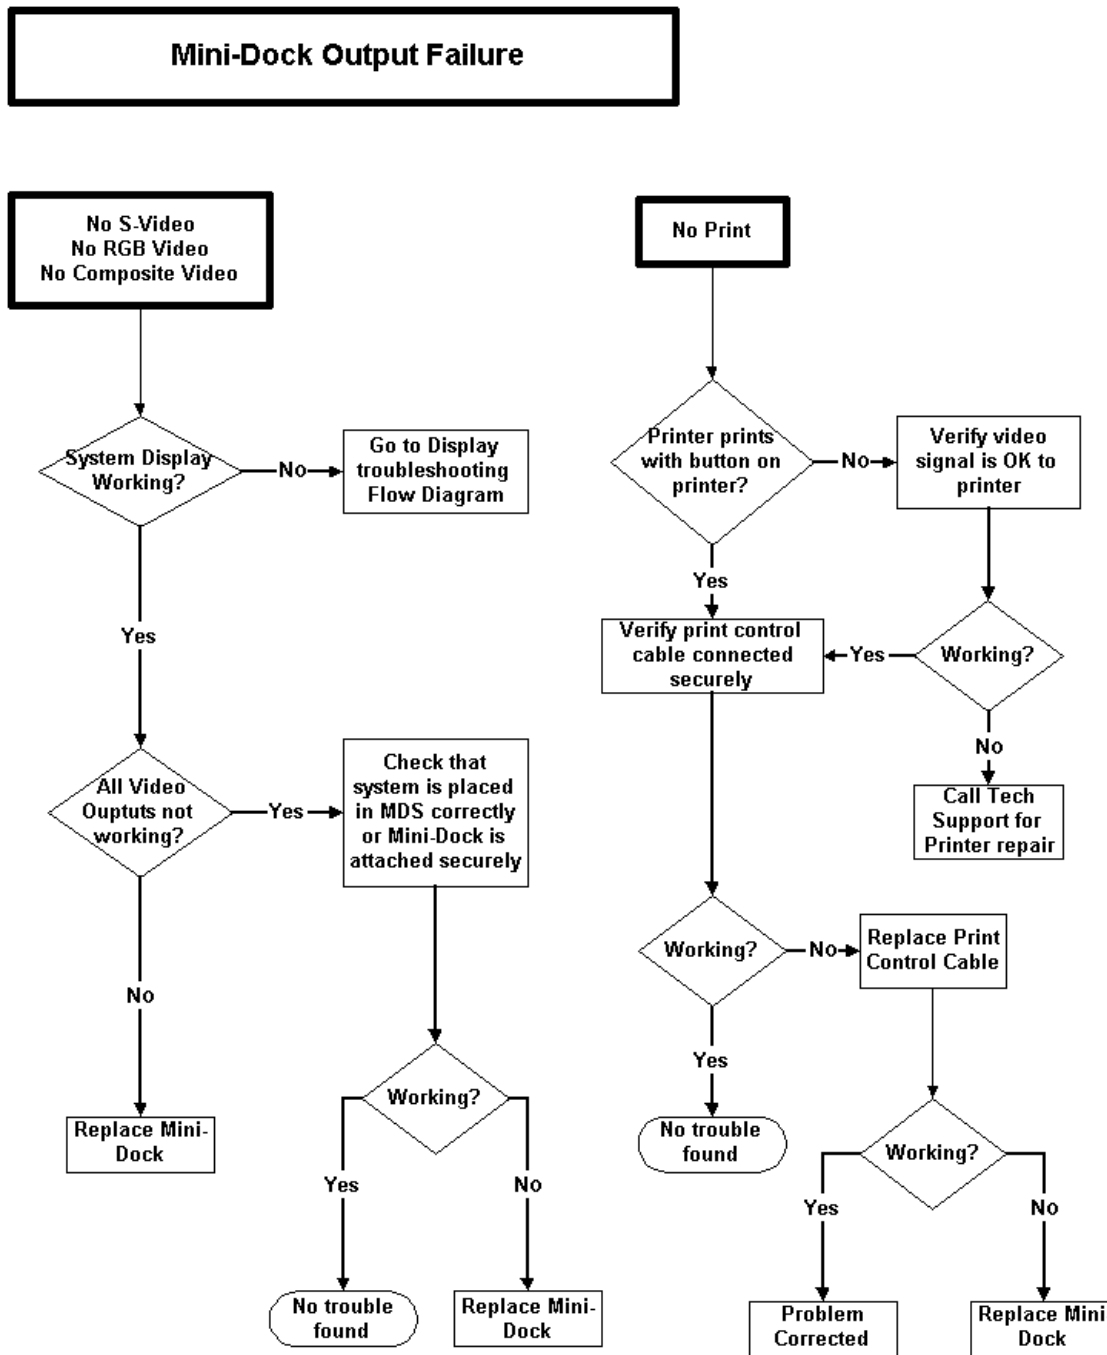 Mini-Dock Output Failure
No S-Video
No RGB Video
No Composite Video
System Display
Working?
No
Go to Display
troubleshooting
Flow Diagram
Yes
All Video
Ouptuts not
working?
Yes
Check that
system is placed
in MDS correctly
or Mini-Dock is
attached securely
No
Replace Mini-
Dock
Working?
Yes
No
No trouble
found
Replace Mini-
Dock
No Print
Printer prints
with button on
printer?
No
Verify video
signal is OK to
printer
Yes
Verify print control
cable connected
securely
Yes
Working?
No
Call Tech
Support for
Printer repair
Working?
No
Replace Print
Control Cable
Yes
No trouble
found
Working?
Yes
No
Problem
Corrected
Replace Mini
Dock